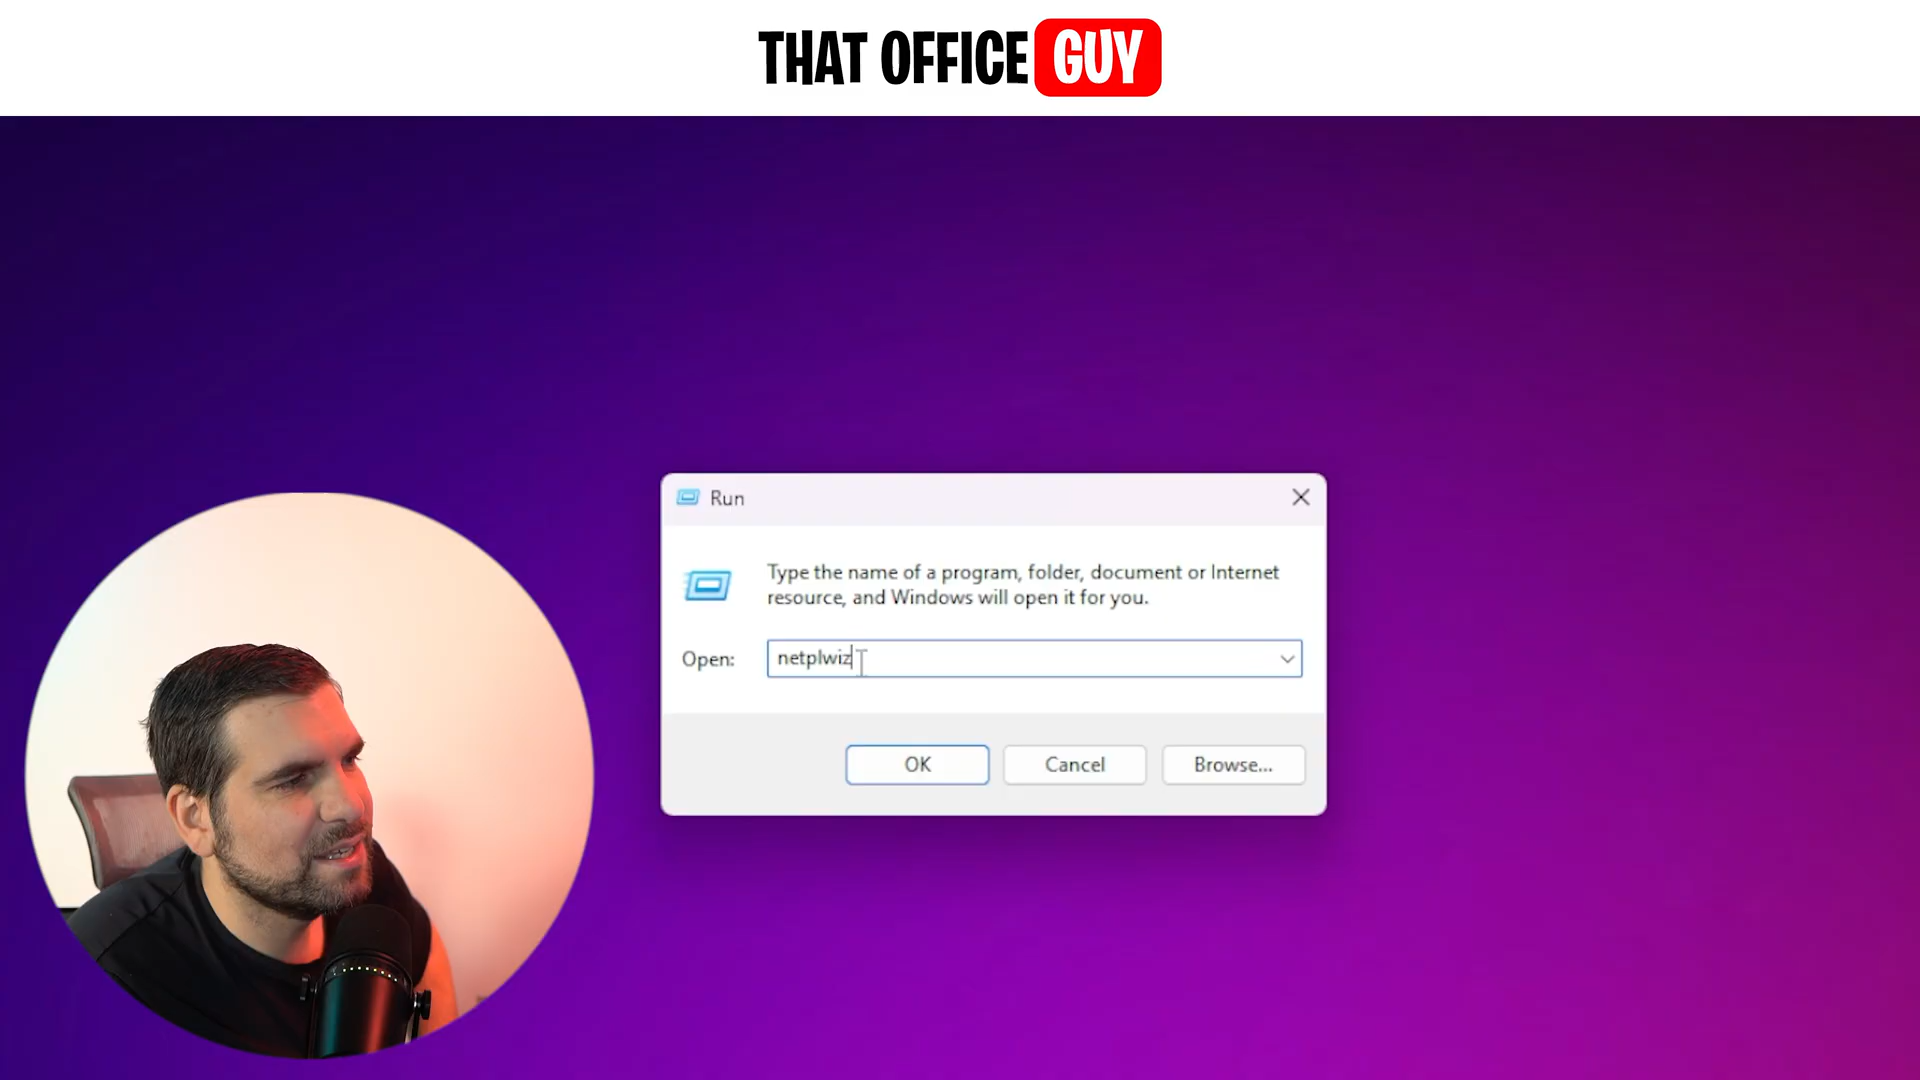 THAT OFFICE GUY
Run
Type the name of a program, folder, document or Internet
resource, and Windows will open it for you.
Open: netplwiz
OK Cancel Browse...